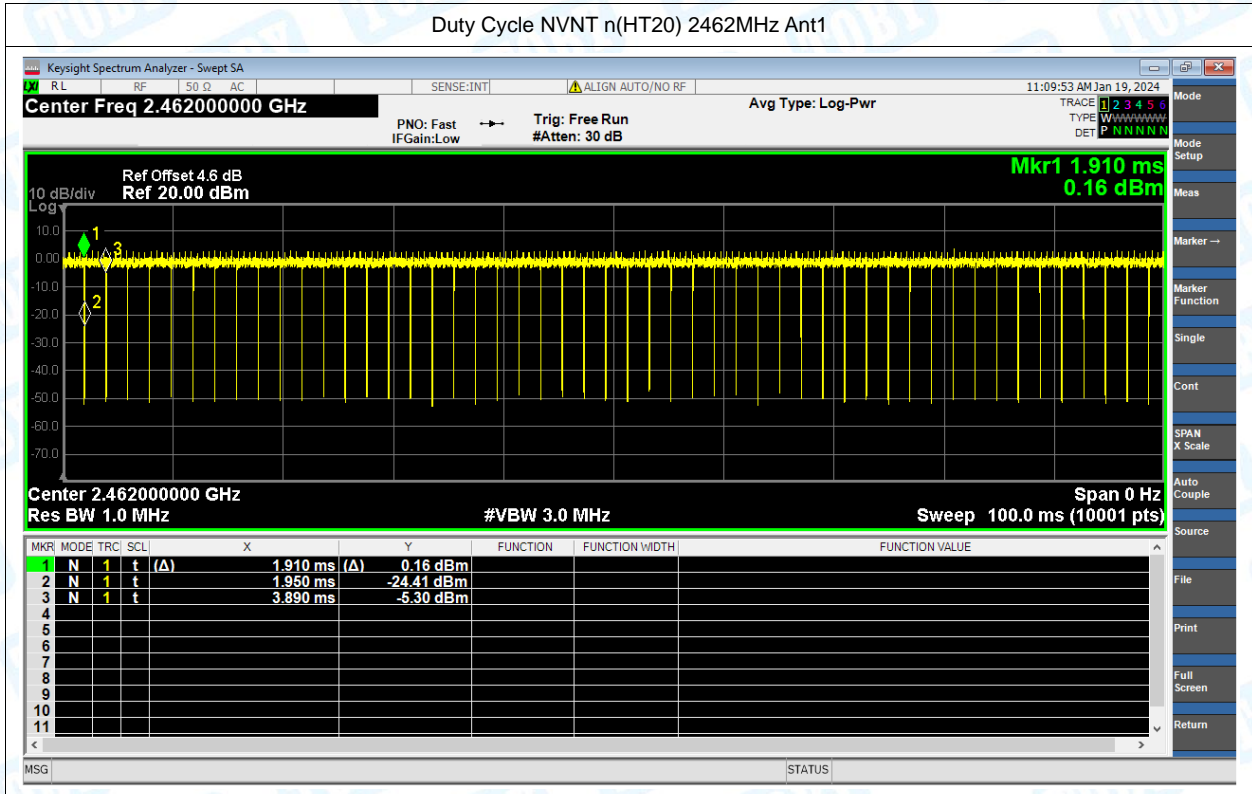 Duty Cycle NVNT n(HT20) 2462MHz Ant1
Keysight Spectrum Analyzer - Swept SA
LXI RL RF 50 Ω AC SENSE:INT ALIGN AUTO/NO RF 11:09:53 AM Jan 19, 2024
Center Freq 2.462000000 GHz Avg Type: Log-Pwr TRACE 1 2 3 4 5 6
PNO: Fast Trig: Free Run TYPE WWWWWWW
IFGain:Low #Atten: 30 dB DET P N N N N N
Mkr1 1.910 ms
0.16 dBm
Ref Offset 4.6 dB
10 dB/div Ref 20.00 dBm
Log
10.0
0.00
-10.0
-20.0
-30.0
-40.0
-50.0
-60.0
-70.0
1
3
2
Center 2.462000000 GHz Span 0 Hz
Res BW 1.0 MHz #VBW 3.0 MHz Sweep 100.0 ms (10001 pts)
MKR MODE TRC SCL X Y FUNCTION FUNCTION WIDTH FUNCTION VALUE
1 N 1 t (Δ) 1.910 ms (Δ) 0.16 dBm
2 N 1 t 1.950 ms -24.41 dBm
3 N 1 t 3.890 ms -5.30 dBm
4
5
6
7
8
9
10
11
MSG STATUS
Mode
Mode
Setup
Meas
Marker →
Marker
Function
Single
Cont
SPAN
X Scale
Auto
Couple
Source
File
Print
Full
Screen
Return